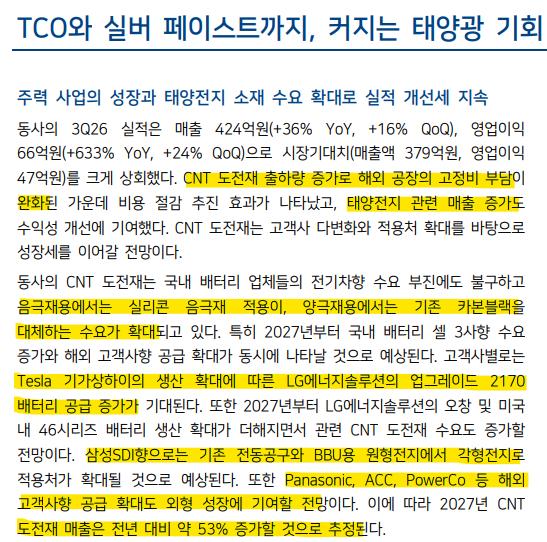 TCO와 실버 페이스트까지, 커지는 태양광 기회
주력 사업의 성장과 태양전지 소재 수요 확대로 실적 개선세 지속
동사의 3Q26 실적은 매출 424억원(+36% YoY, +16% QoQ), 영업이익
66억원(+633% YoY, +24% QoQ)으로 시장기대치(매출액 379억원, 영업이익
47억원)를 크게 상회했다. CNT 도전재 출하량 증가로 해외 공장의 고정비 부담이
완화된 가운데 비용 절감 추진 효과가 나타났고, 태양전지 관련 매출 증가도
수익성 개선에 기여했다. CNT 도전재는 고객사 다변화와 적용처 확대를 바탕으로
성장세를 이어갈 전망이다.
동사의 CNT 도전재는 국내 배터리 업체들의 전기차향 수요 부진에도 불구하고
음극재용에서는 실리콘 음극재 적용이, 양극재용에서는 기존 카본블랙을
대체하는 수요가 확대되고 있다. 특히 2027년부터 국내 배터리 셀 3사향 수요
증가와 해외 고객사향 공급 확대가 동시에 나타날 것으로 예상된다. 고객사별로는
Tesla 기가상하이의 생산 확대에 따른 LG에너지솔루션의 업그레이드 2170
배터리 공급 증가가 기대된다. 또한 2027년부터 LG에너지솔루션의 오창 및 미국
내 46시리즈 배터리 생산 확대가 더해지면서 관련 CNT 도전재 수요도 증가할
전망이다. 삼성SDI향으로는 기존 전동공구와 BBU용 원형전지에서 각형전지로
적용처가 확대될 것으로 예상된다. 또한 Panasonic, ACC, PowerCo 등 해외
고객사향 공급 확대도 외형 성장에 기여할 전망이다. 이에 따라 2027년 CNT
도전재 매출은 전년 대비 약 53% 증가할 것으로 추정된다.